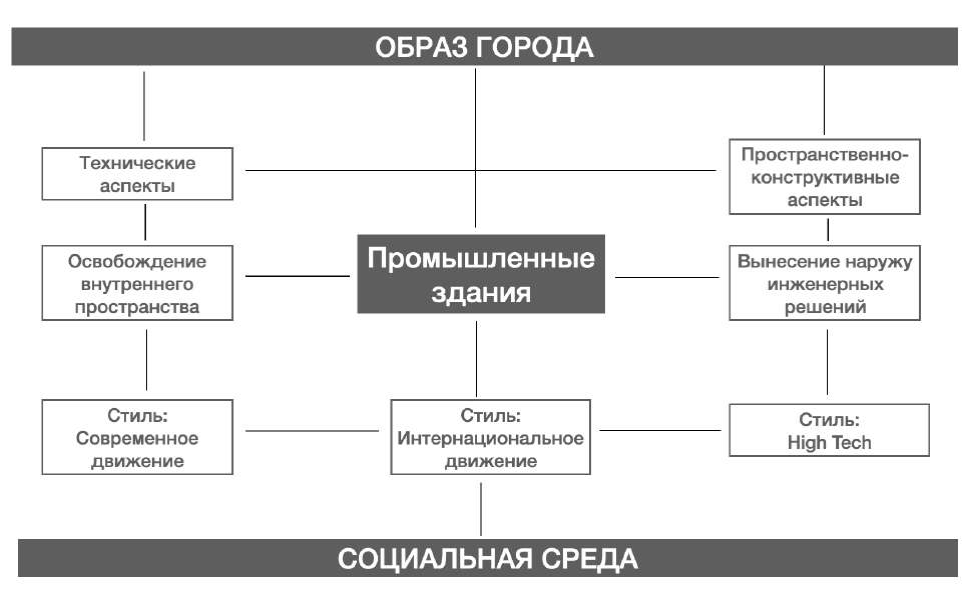 ОБРАЗ ГОРОДА
Технические
аспекты
Пространственно-
конструктивные
аспекты
Освобождение
внутреннего
пространства
Промышленные
здания
Вынесение наружу
инженерных
решений
Стиль:
Современное
движение
Стиль:
Интернациональное
движение
Стиль:
High Tech
СОЦИАЛЬНАЯ СРЕДА